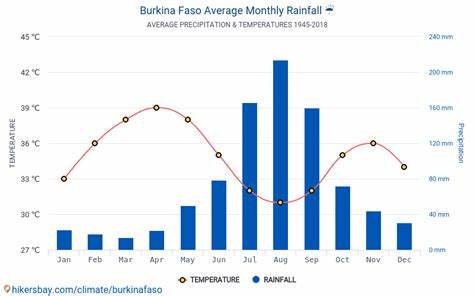 Burkina Faso Average Monthly Rainfall ☔
AVERAGE PRECIPITATION & TEMPERATURES 1945-2018
45 °C
42 °C
39 °C
36 °C
33 °C
30 °C
27 °C
TEMPERATURE
240 mm
200 mm
160 mm
120 mm
80 mm
40 mm
0 mm
Precipitation
Jan Feb Mar Apr May Jun Jul Aug Sep Oct Nov Dec
TEMPERATURE RAINFALL
hikersbay.com/climate/burkinafaso